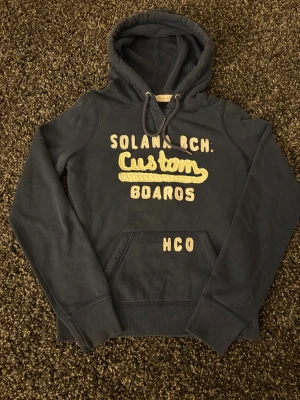 SOLANA BCH.
Custom
BOARDS
HCO